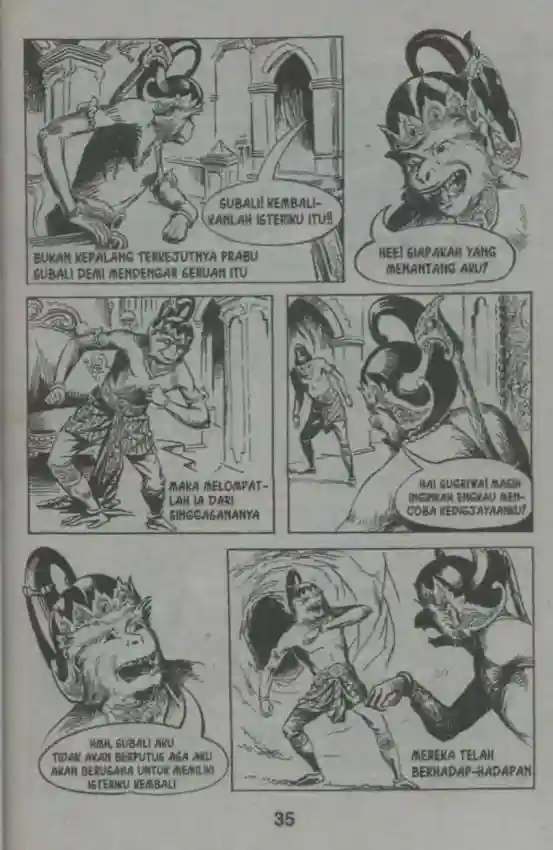 SUBALI! KEMBALI-
KANLAH ISTERIKU ITU!!
BUKAN KEPALANG TERKEJUTNYA PRABU
SUBALI DEMI MENDENGAR SERUAN ITU
HEE! SIAPAKAH YANG
MENANTANG AKU?
MAKA MELOMPAT-
LAH IA DARI
SINGGASANANYA
HAI SUGRIWA! MASIH
INGINKAH ENGKAU MEN-
COBA KEDIGJAYAANKU?
HMH, SUBALI AKU
TIDAK AKAN BERPUTUS ASA AKU
AKAN BERUSAHA UNTUK MEMILIKI
ISTERIKU KEMBALI
MEREKA TELAH
BERHADAP-HADAPAN
35